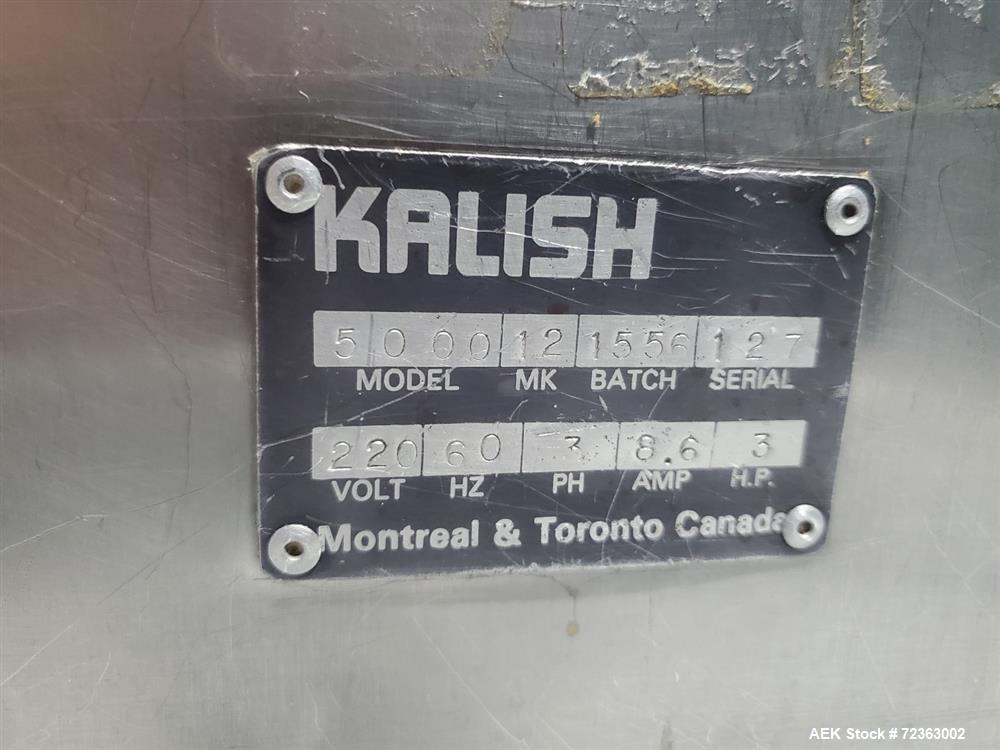 KALISH
5000 12 1556 127
MODEL MK BATCH SERIAL
220 60 3 8.6 3
VOLT HZ PH AMP H.P.
Montreal & Toronto Canada
AEK Stock # 72363002